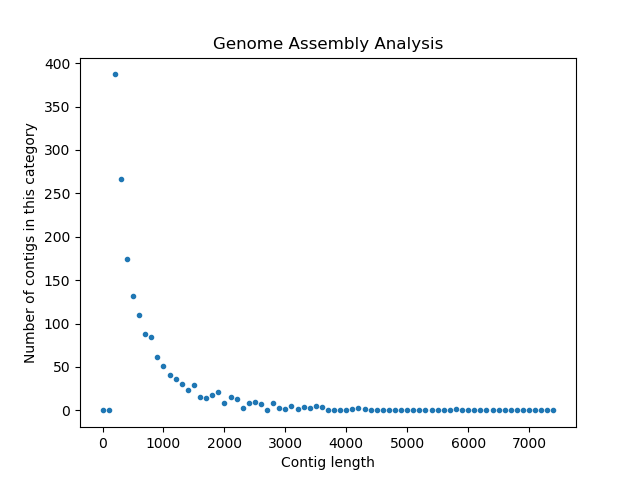 Genome Assembly Analysis
Number of contigs in this category
400
350
300
250
200
150
100
50
0
0 1000 2000 3000 4000 5000 6000 7000
Contig length